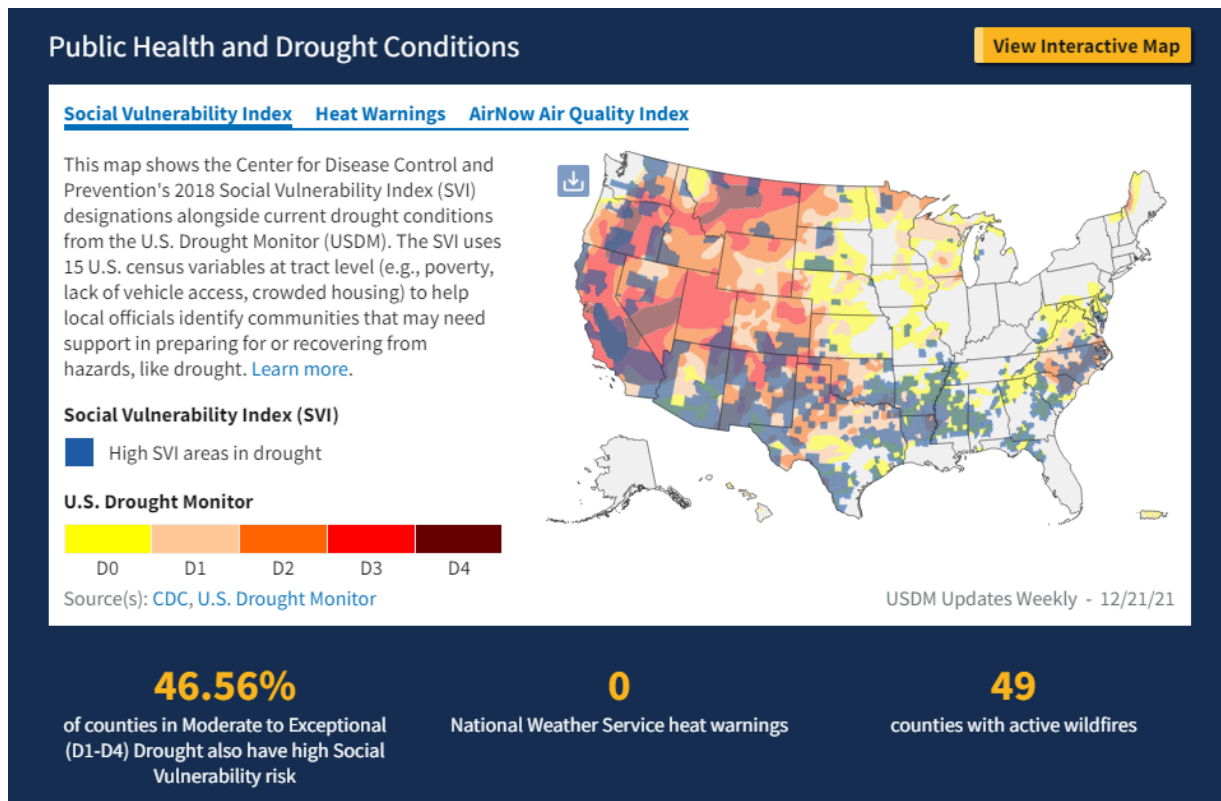 Public Health and Drought Conditions
View Interactive Map
Social Vulnerability Index Heat Warnings AirNow Air Quality Index
This map shows the Center for Disease Control and
Prevention's 2018 Social Vulnerability Index (SVI)
designations alongside current drought conditions
from the U.S. Drought Monitor (USDM). The SVI uses
15 U.S. census variables at tract level (e.g., poverty,
lack of vehicle access, crowded housing) to help
local officials identify communities that may need
support in preparing for or recovering from
hazards, like drought. Learn more.
Social Vulnerability Index (SVI)
High SVI areas in drought
U.S. Drought Monitor
D0 D1 D2 D3 D4
Source(s): CDC, U.S. Drought Monitor
USDM Updates Weekly - 12/21/21
46.56%
of counties in Moderate to Exceptional
(D1-D4) Drought also have high Social
Vulnerability risk
0
National Weather Service heat warnings
49
counties with active wildfires